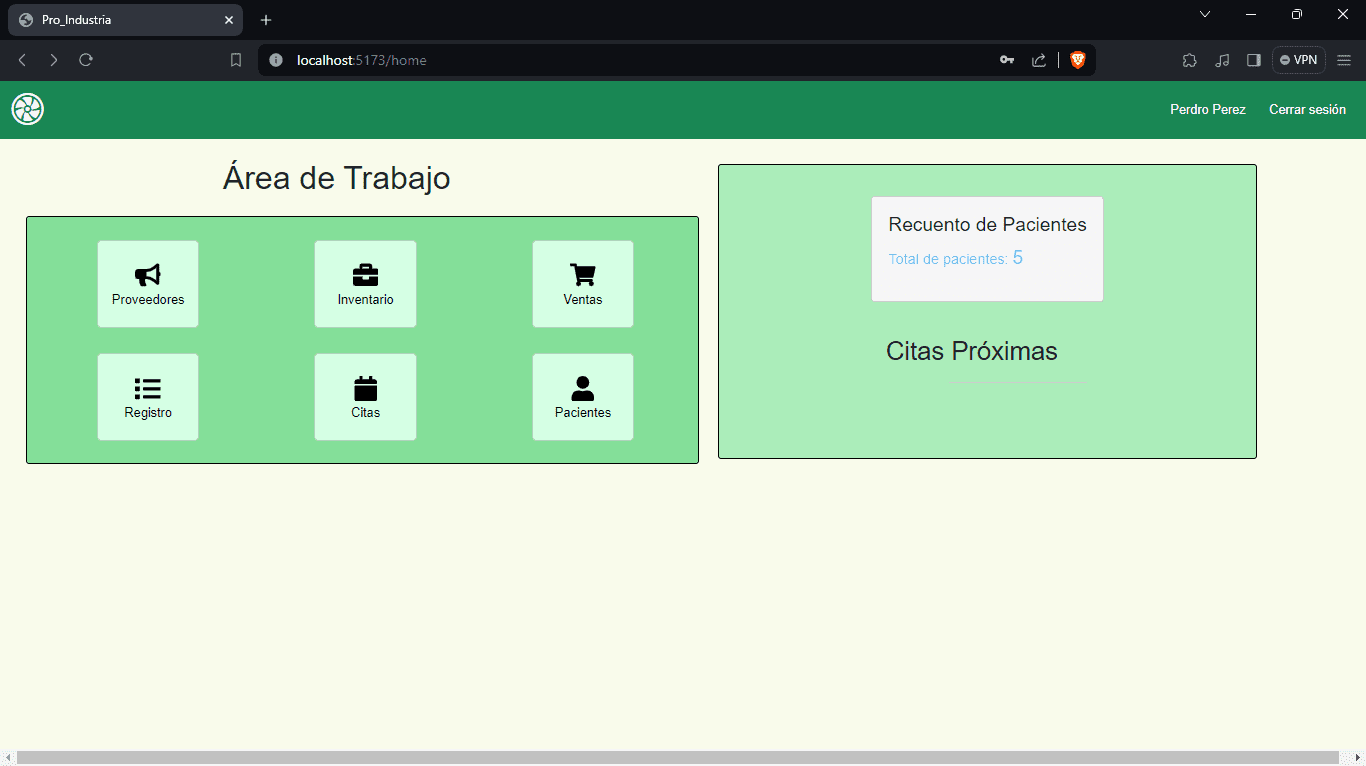 Pro_Industria
localhost:5173/home
VPN
Perdro Perez
Cerrar sesión
Área de Trabajo
Proveedores
Inventario
Ventas
Registro
Citas
Pacientes
Recuento de Pacientes
Total de pacientes: 5
Citas Próximas